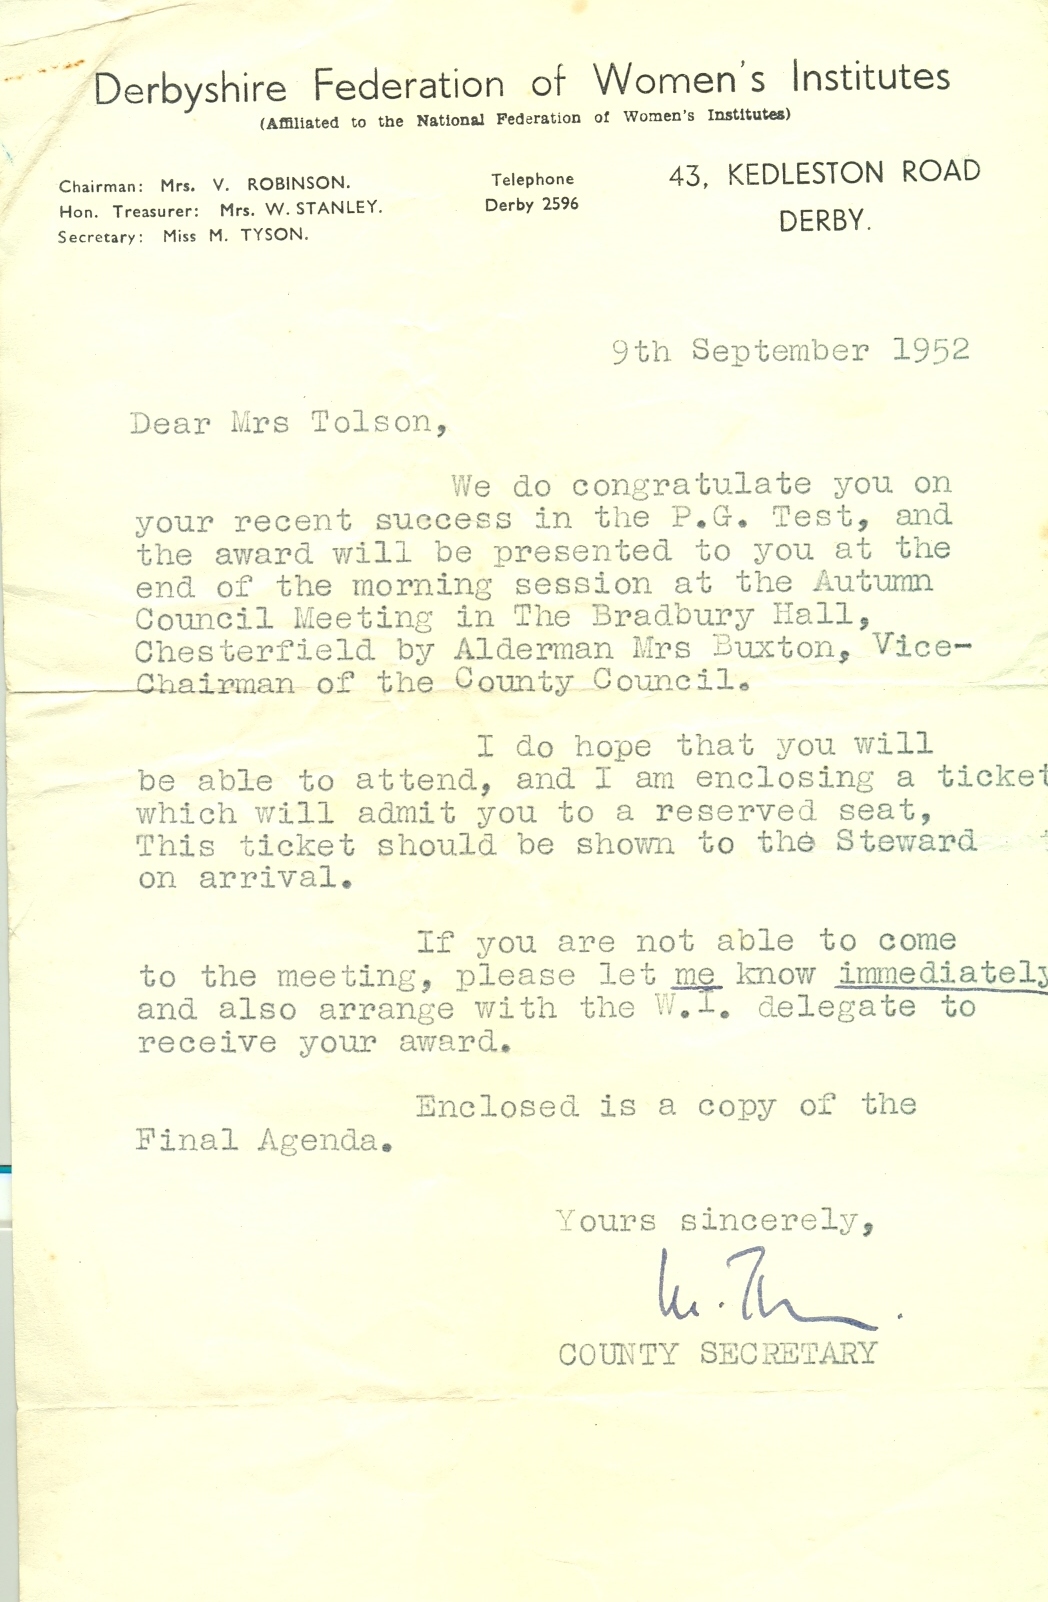 Derbyshire Federation of Women's Institutes
(Affiliated to the National Federation of Women's Institutes)
Chairman: Mrs. V. ROBINSON.
Hon. Treasurer: Mrs. W. STANLEY.
Secretary: Miss M. TYSON.
Telephone
Derby 2596
43, KEDLESTON ROAD
DERBY.
9th September 1952
Dear Mrs Tolson,
We do congratulate you on
your recent success in the P.G. Test, and
the award will be presented to you at the
end of the morning session at the Autumn
Council Meeting in The Bradbury Hall,
Chesterfield by Alderman Mrs Buxton, Vice-
Chairman of the County Council.
I do hope that you will
be able to attend, and I am enclosing a ticket
which will admit you to a reserved seat,
This ticket should be shown to the Steward
on arrival.
If you are not able to come
to the meeting, please let me know immediately
and also arrange with the W.I. delegate to
receive your award.
Enclosed is a copy of the
Final Agenda.
Yours sincerely,
COUNTY SECRETARY